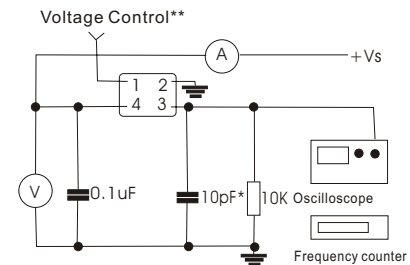 Voltage Control**
A
+Vs
1 2
4 3
V
0.1uF
10pF*
10K
Oscilloscope
Frequency counter